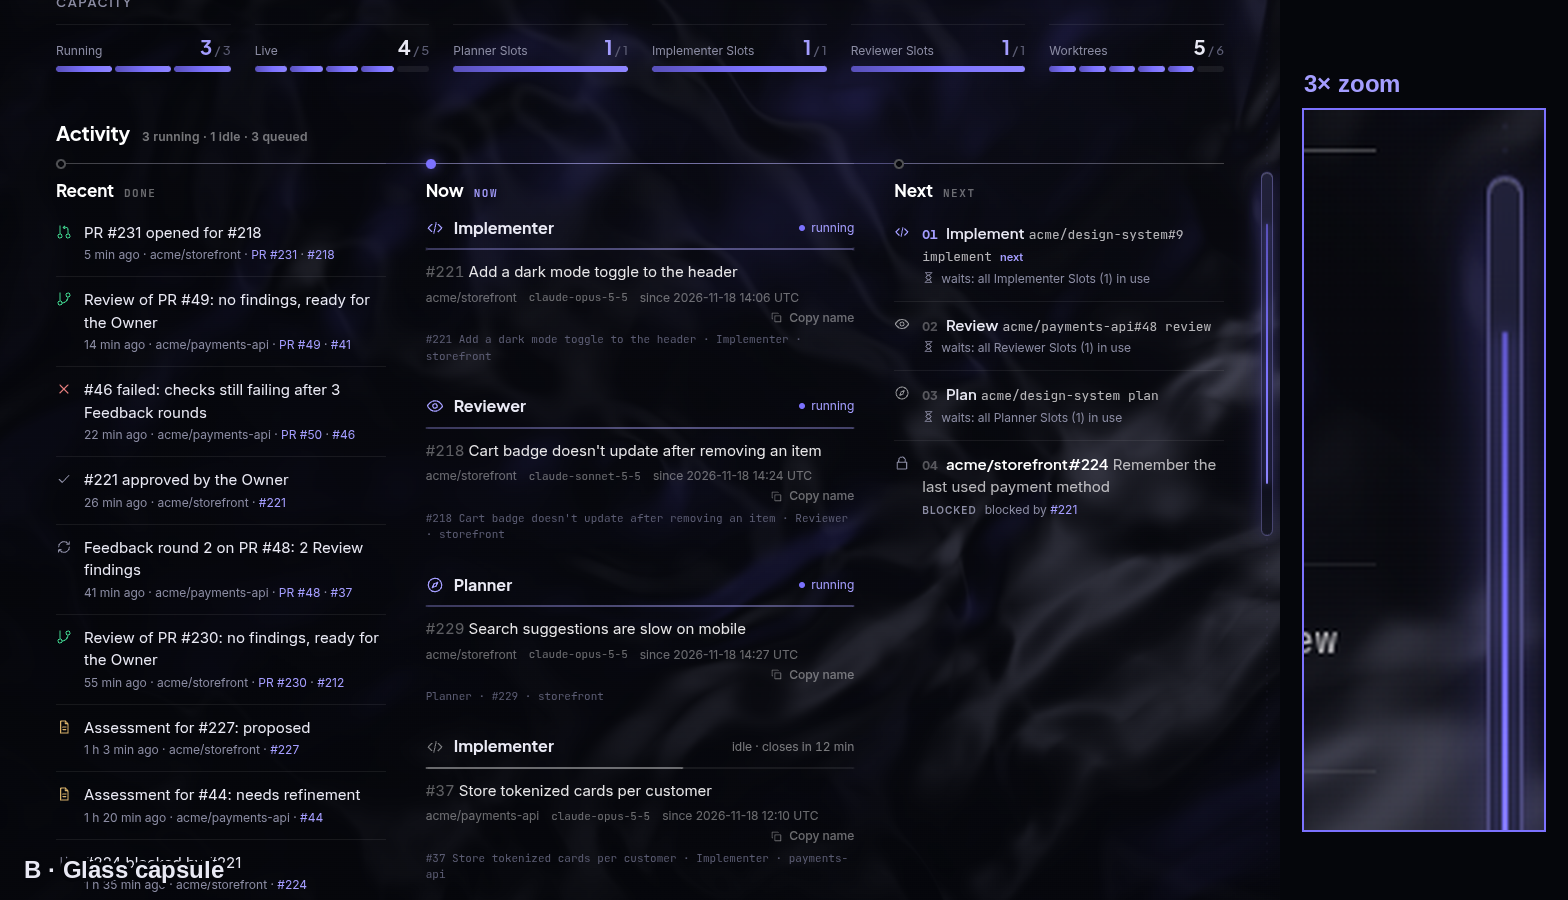 CAPACITY
Running 3/3
Live 4/5
Planner Slots 1/1
Implementer Slots 1/1
Reviewer Slots 1/1
Worktrees 5/6
3× zoom
Activity 3 running · 1 idle · 3 queued
Recent DONE
PR #231 opened for #218
5 min ago · acme/storefront · PR #231 · #218
Review of PR #49: no findings, ready for
the Owner
14 min ago · acme/payments-api · PR #49 · #41
#46 failed: checks still failing after 3
Feedback rounds
22 min ago · acme/payments-api · PR #50 · #46
#221 approved by the Owner
26 min ago · acme/storefront · #221
Feedback round 2 on PR #48: 2 Review
findings
41 min ago · acme/payments-api · PR #48 · #37
Review of PR #230: no findings, ready for
the Owner
55 min ago · acme/storefront · PR #230 · #212
Assessment for #227: proposed
1 h 3 min ago · acme/storefront · #227
Assessment for #44: needs refinement
1 h 20 min ago · acme/payments-api · #44
#224 blocked by #221
1 h 35 min ago · acme/storefront · #224
Now NOW
Implementer running
#221 Add a dark mode toggle to the header
acme/storefront claude-opus-5-5 since 2026-11-18 14:06 UTC
Copy name
#221 Add a dark mode toggle to the header · Implementer ·
storefront
Reviewer running
#218 Cart badge doesn't update after removing an item
acme/storefront claude-sonnet-5-5 since 2026-11-18 14:24 UTC
Copy name
#218 Cart badge doesn't update after removing an item · Reviewer
· storefront
Planner running
#229 Search suggestions are slow on mobile
acme/storefront claude-opus-5-5 since 2026-11-18 14:27 UTC
Copy name
Planner · #229 · storefront
Implementer idle · closes in 12 min
#37 Store tokenized cards per customer
acme/payments-api claude-opus-5-5 since 2026-11-18 12:10 UTC
Copy name
#37 Store tokenized cards per customer · Implementer · payments-
api
Next NEXT
01 Implement acme/design-system#9
implement next
waits: all Implementer Slots (1) in use
02 Review acme/payments-api#48 review
waits: all Reviewer Slots (1) in use
03 Plan acme/design-system plan
waits: all Planner Slots (1) in use
04 acme/storefront#224 Remember the
last used payment method
BLOCKED blocked by #221
ew
B · Glass capsule